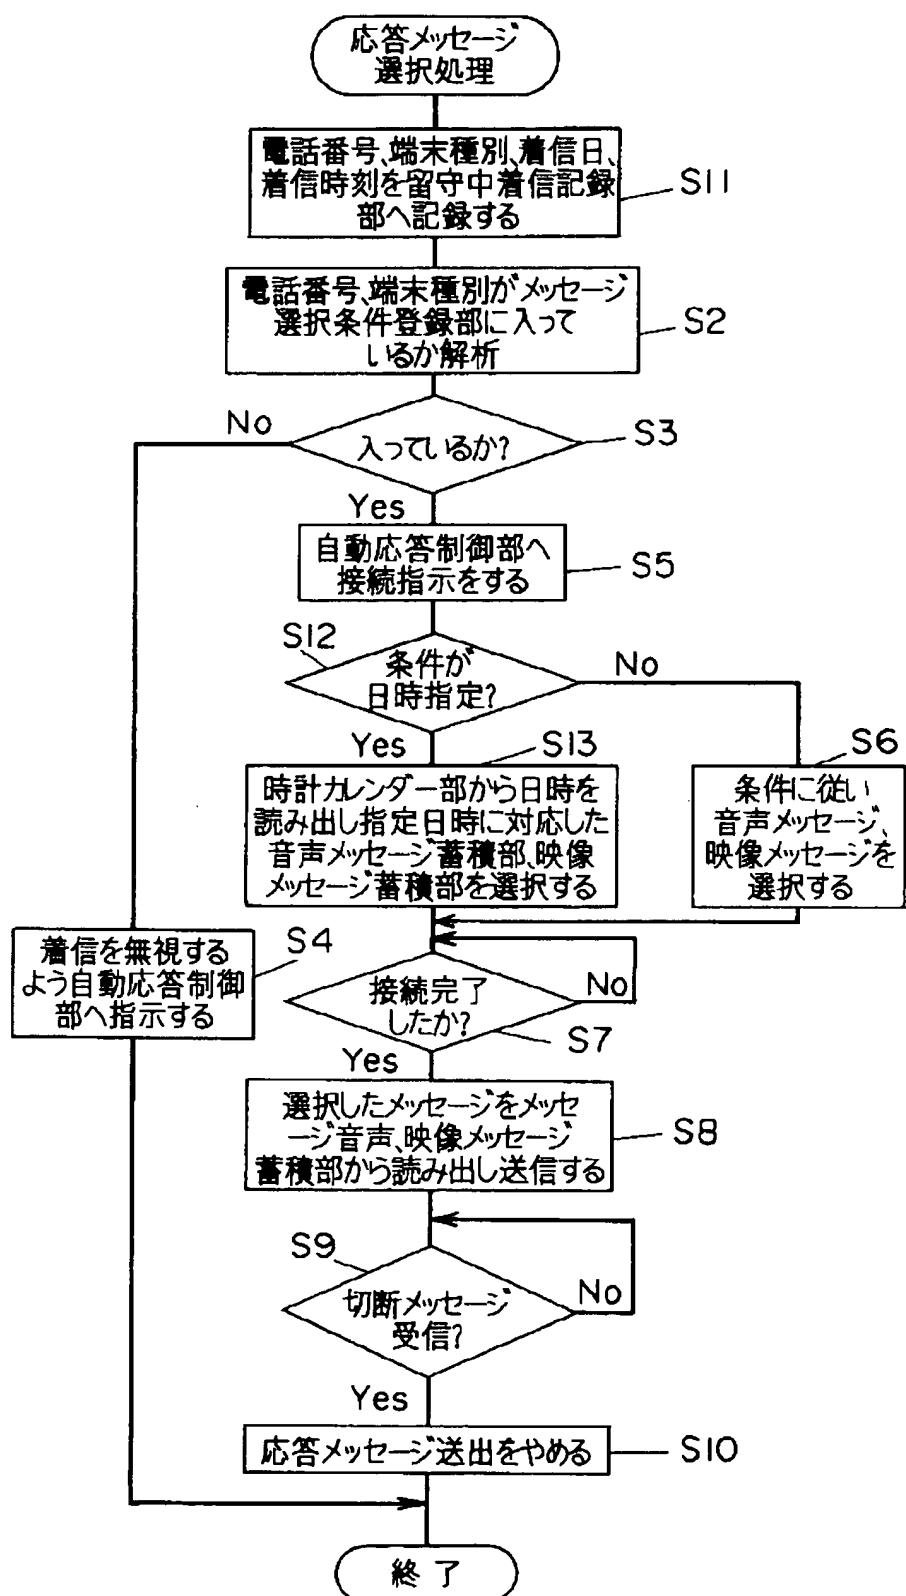 応答メッセージ
選択処理
電話番号、端末種別、着信日、
着信時刻を留守中着信記録
部へ記録する
S11
電話番号、端末種別がメッセージ
選択条件登録部に入って
いるか解析
S2
No
入っているか?
S3
Yes
自動応答制御部へ
接続指示をする
S5
S12
条件が
日時指定?
No
Yes
S13
時計カレンダー部から日時を
読み出し指定日時に対応した
音声メッセージ蓄積部、映像
メッセージ蓄積部を選択する
S6
条件に従い
音声メッセージ、
映像メッセージを
選択する
着信を無視する
よう自動応答制御
部へ指示する
S4
接続完了
したか?
No
S7
Yes
選択したメッセージをメッセ
ージ音声、映像メッセージ
蓄積部から読み出し送信する
S8
S9
切断メッセージ
受信?
No
Yes
応答メッセージ送出をやめる
S10
終了